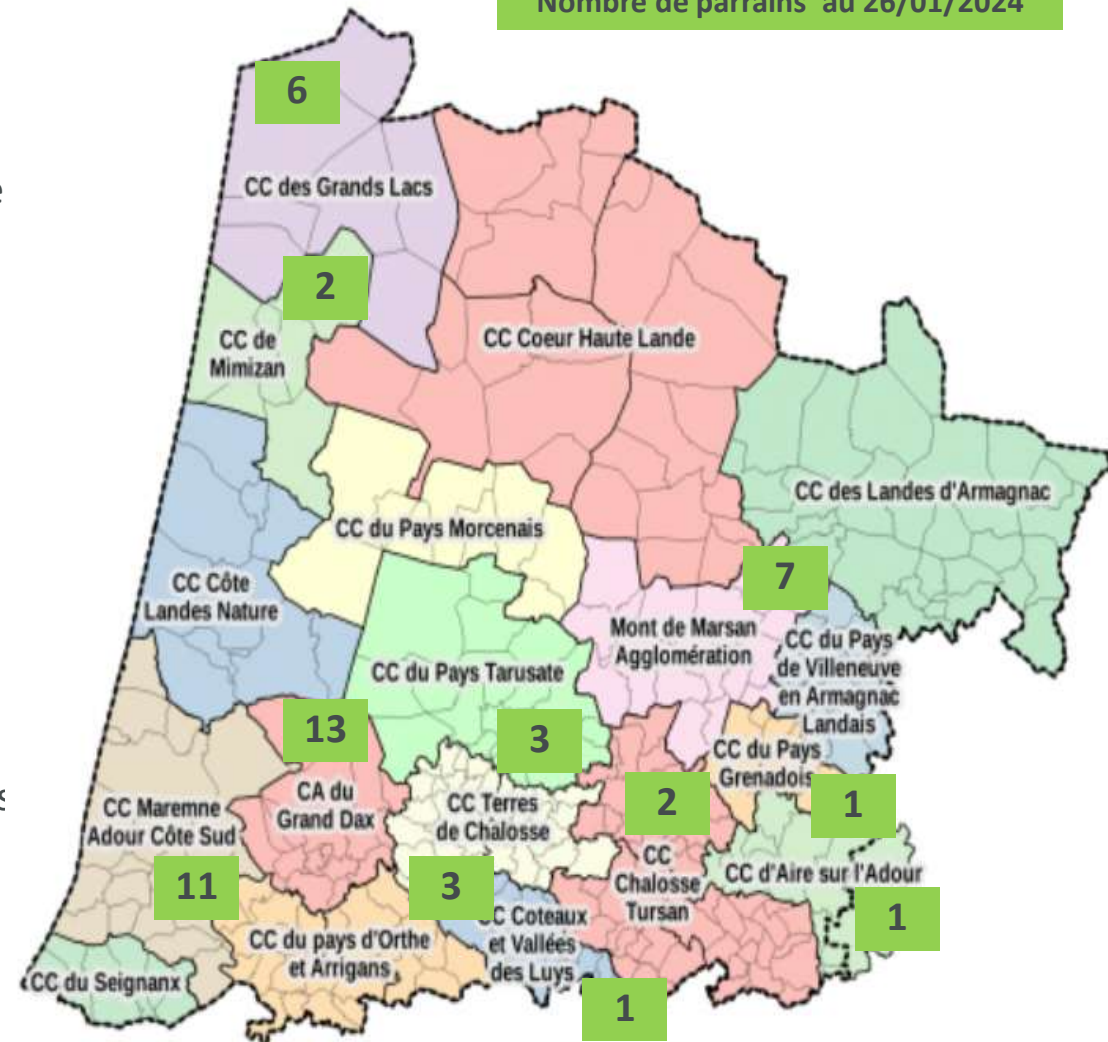 Nombre de parrains au 26/01/2024
6
e
CC des Grands Lacs
2
CC de
Mimizan
CC Coeur Haute Lande
CC des Landes d'Armagnac
CC du Pays Morcenais
7
CC Côte
Landes Nature
Mont de Marsan
Agglomération
CC du Pays
de Villeneuve
en Armagnac
Landais
CC du Pays Tarusate
13
3
CC du Pays
Grenadois
2
1
s
CC Maremne
Adour Côte Sud
CA du
Grand Dax
CC Terres
de Chalosse
CC
Chalosse
Tursan
CC d'Aire sur l'Adour
11
3
1
CC Coteaux
et Vallées
des Luys
CC du pays d'Orthe
et Arrigans
CC du Seignanx
1